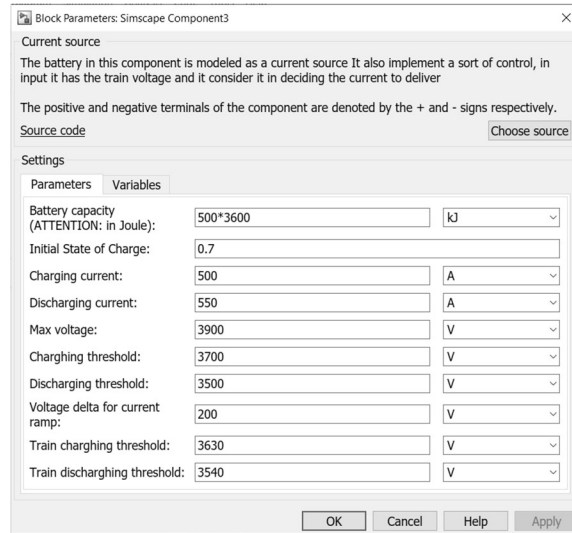 Block Parameters: Simscape Component3
Current source
The battery in this component is modeled as a current source It also implement a sort of control, in
input it has the train voltage and it consider it in deciding the current to deliver
The positive and negative terminals of the component are denoted by the + and - signs respectively.
Source code
Choose source
Settings
Parameters Variables
Battery capacity
(ATTENTION: in Joule): 500*3600 kJ
Initial State of Charge: 0.7
Charging current: 500 A
Discharging current: 550 A
Max voltage: 3900 V
Charghing threshold: 3700 V
Discharging threshold: 3500 V
Voltage delta for current
ramp: 200 V
Train charghing threshold: 3630 V
Train discharghing threshold: 3540 V
OK Cancel Help Apply